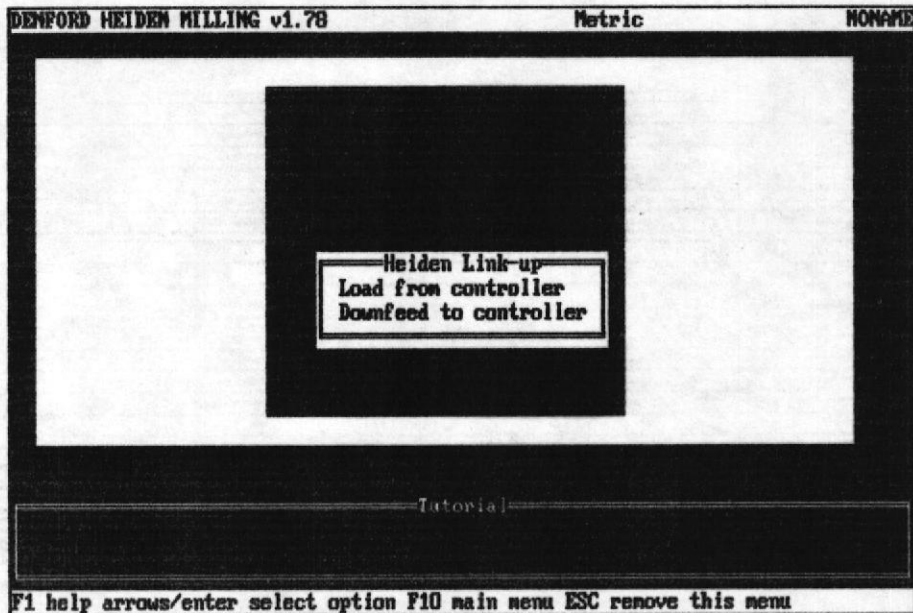 DENFORD HEIDEN MILLING v1.78 Metric NONAME
Heiden Link-up
Load from controller
Downfeed to controller
Tutorial
F1 help arrows/enter select option F10 main menu ESC remove this menu